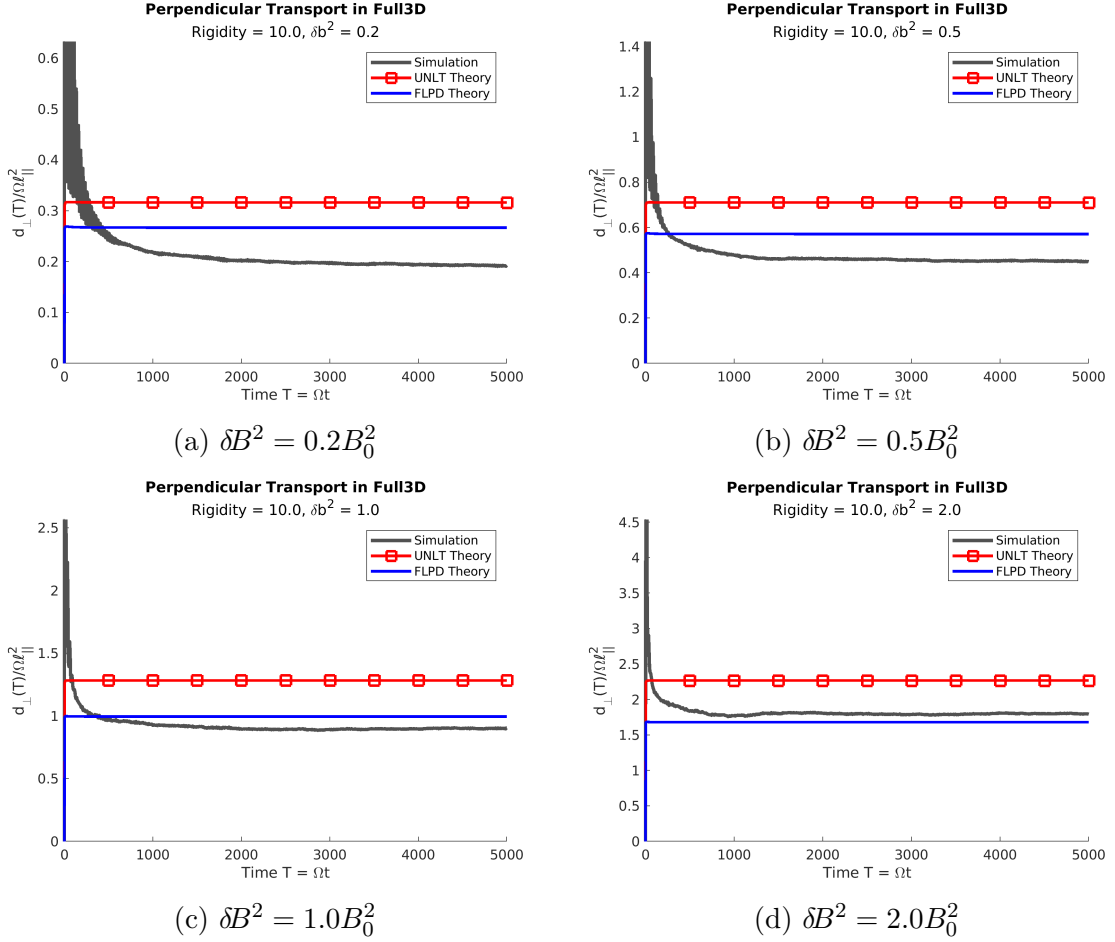 Perpendicular Transport in Full3D
Rigidity = 10.0, δb² = 0.2
d⊥(T)/Ωℓ²||
0.6
0.5
0.4
0.3
0.2
0.1
0
Simulation
UNLT Theory
FLPD Theory
0 1000 2000 3000 4000 5000
Time T = Ωt
(a) δB² = 0.2B₀²
Perpendicular Transport in Full3D
Rigidity = 10.0, δb² = 0.5
d⊥(T)/Ωℓ²||
1.4
1.2
1
0.8
0.6
0.4
0.2
0
Simulation
UNLT Theory
FLPD Theory
0 1000 2000 3000 4000 5000
Time T = Ωt
(b) δB² = 0.5B₀²
Perpendicular Transport in Full3D
Rigidity = 10.0, δb² = 1.0
d⊥(T)/Ωℓ²||
2.5
2
1.5
1
0.5
0
Simulation
UNLT Theory
FLPD Theory
0 1000 2000 3000 4000 5000
Time T = Ωt
(c) δB² = 1.0B₀²
Perpendicular Transport in Full3D
Rigidity = 10.0, δb² = 2.0
d⊥(T)/Ωℓ²||
4.5
4
3.5
3
2.5
2
1.5
1
0.5
0
Simulation
UNLT Theory
FLPD Theory
0 1000 2000 3000 4000 5000
Time T = Ωt
(d) δB² = 2.0B₀²